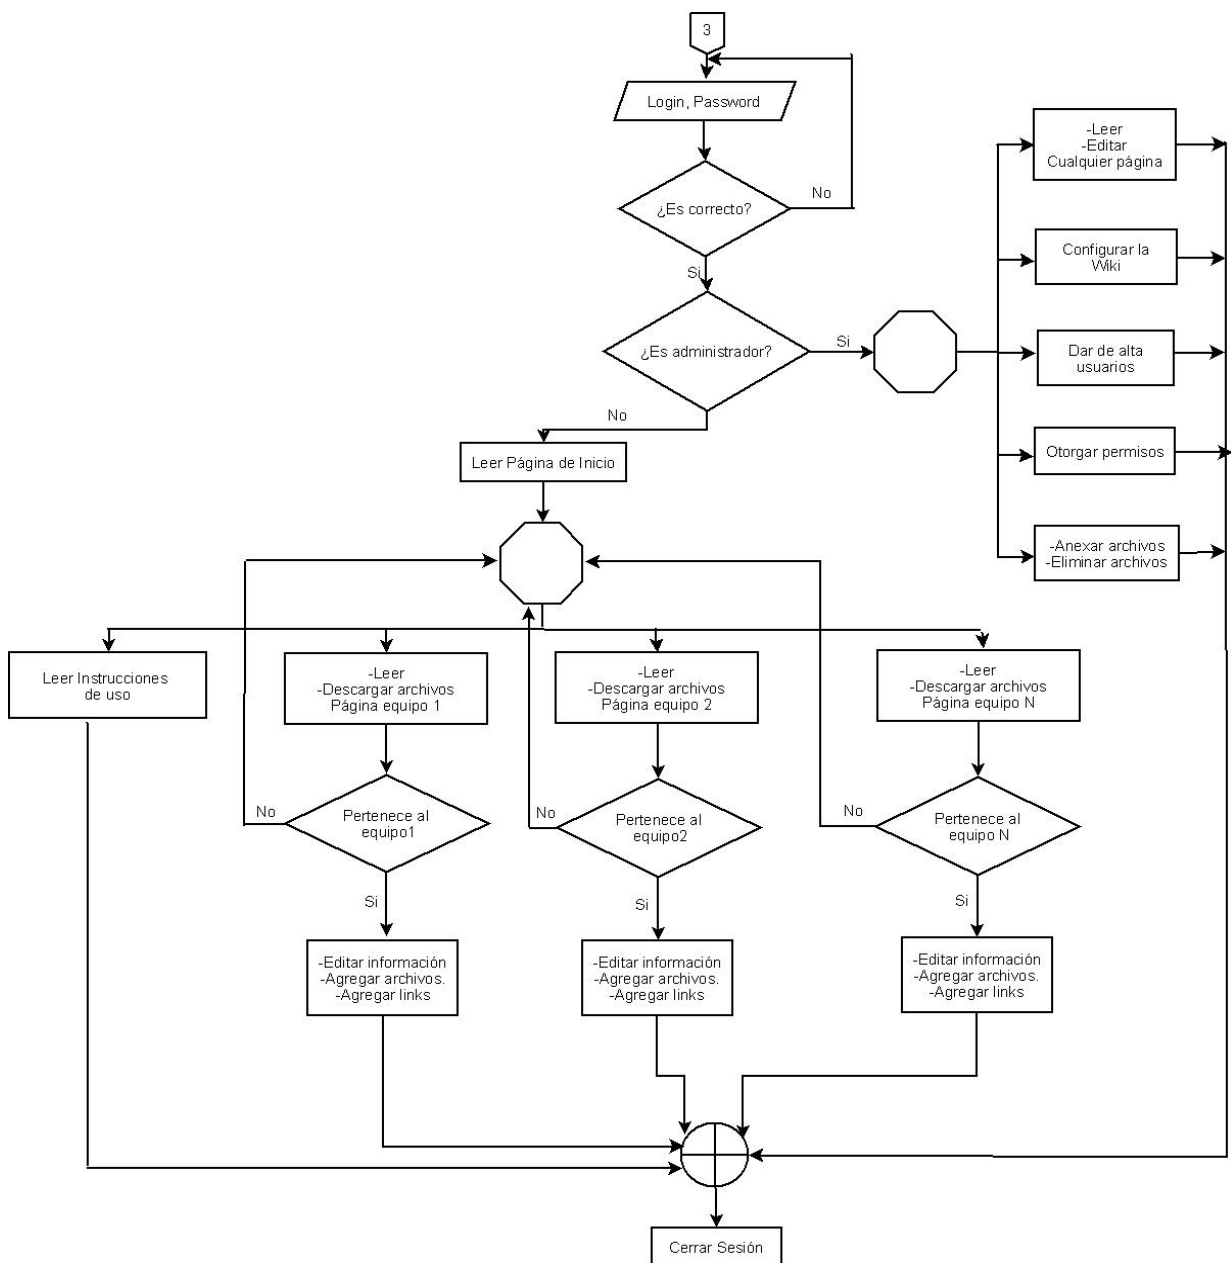 3
Login, Password
¿Es correcto?
No
Si
¿Es administrador?
Si
No
-Leer
-Editar
Cualquier página
Configurar la
Wiki
Dar de alta
usuarios
Otorgar permisos
-Anexar archivos
-Eliminar archivos
Leer Página de Inicio
Leer Instrucciones
de uso
-Leer
-Descargar archivos
Página equipo 1
-Leer
-Descargar archivos
Página equipo 2
-Leer
-Descargar archivos
Página equipo N
No
Pertenece al
equipo1
No
Pertenece al
equipo2
No
Pertenece al
equipo N
Si
Si
Si
-Editar información
-Agregar archivos.
-Agregar links
-Editar información
-Agregar archivos.
-Agregar links
-Editar información
-Agregar archivos.
-Agregar links
Cerrar Sesión